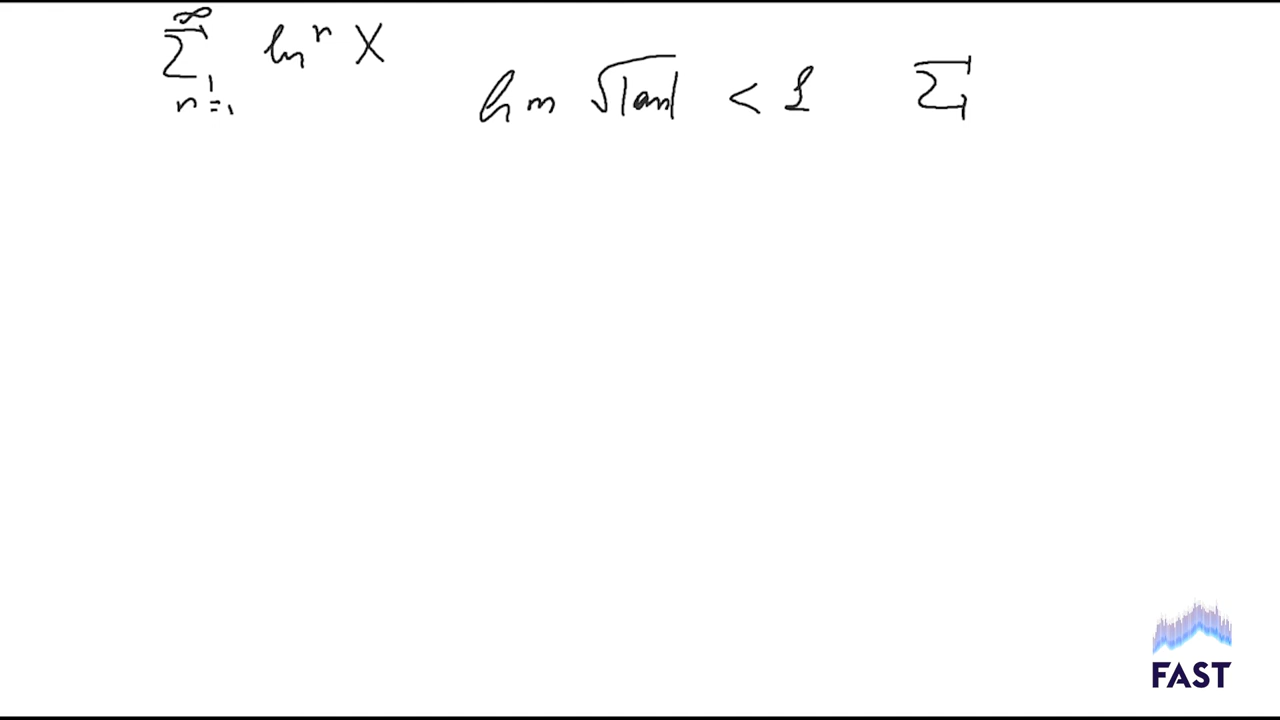 ∞
∑ lnⁿ x
n=1
lim √|an| < 1 ∑
FAST